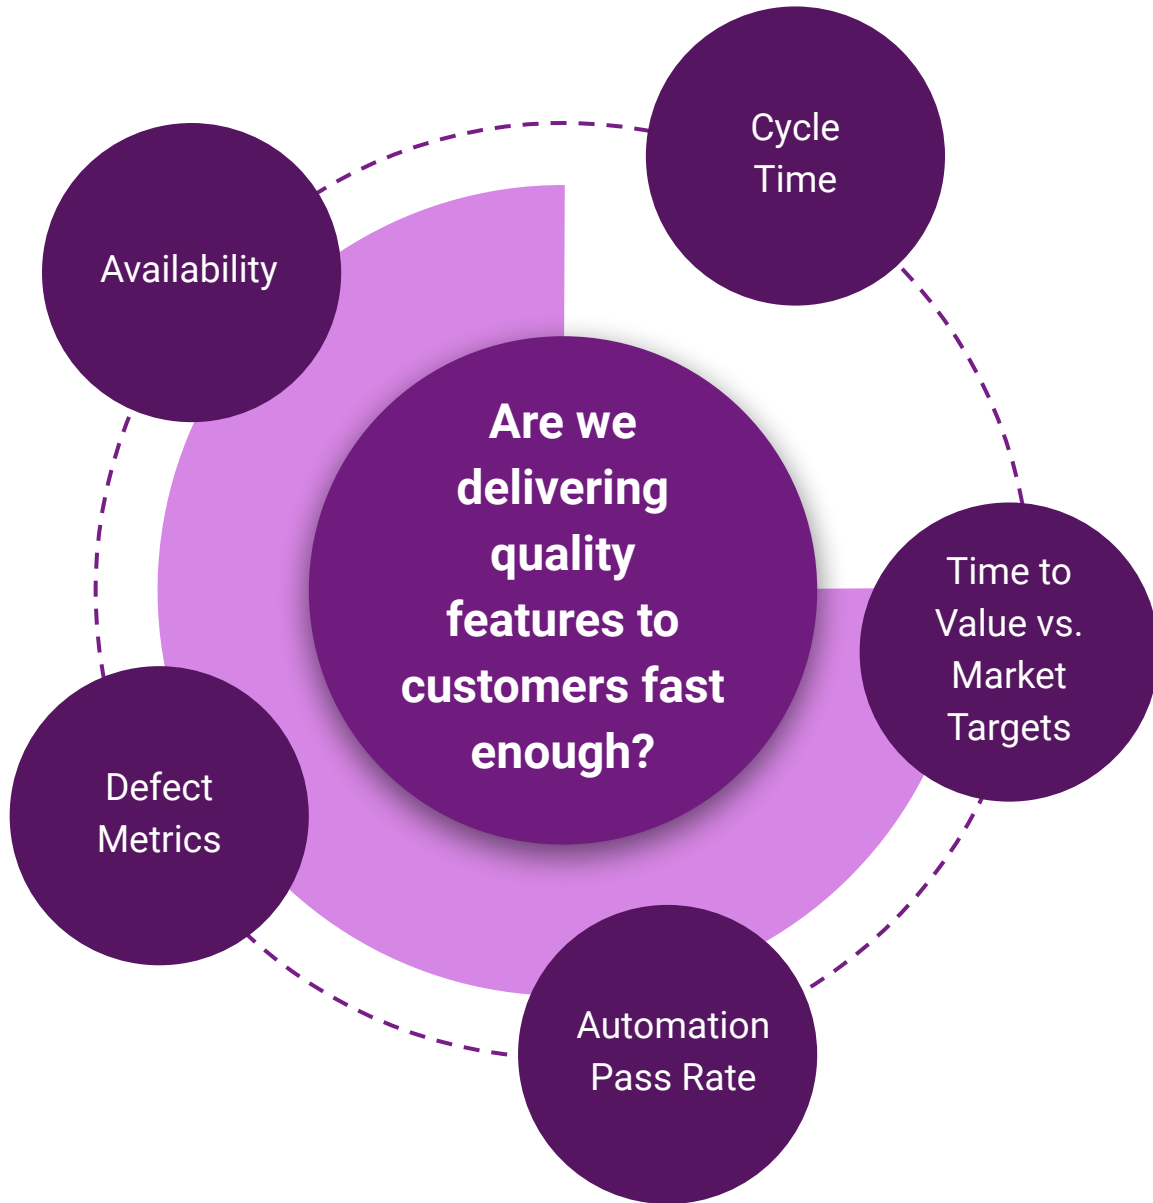 Cycle
Time
Availability
Are we
delivering
quality
features to
customers fast
enough?
Time to
Value vs.
Market
Targets
Defect
Metrics
Automation
Pass Rate